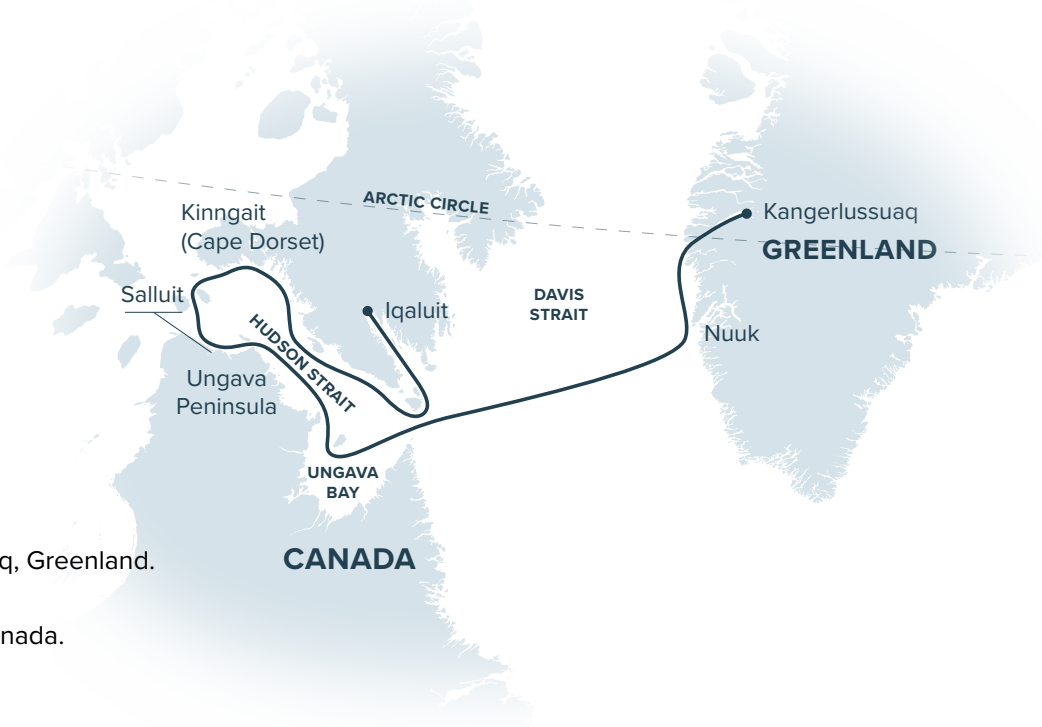 ARCTIC CIRCLE
Kinngait
(Cape Dorset)
Kangerlussuaq
GREENLAND
Salluit
DAVIS
STRAIT
Iqaluit
HUDSON STRAIT
Nuuk
Ungava
Peninsula
UNGAVA
BAY
CANADA
q, Greenland.
nada.